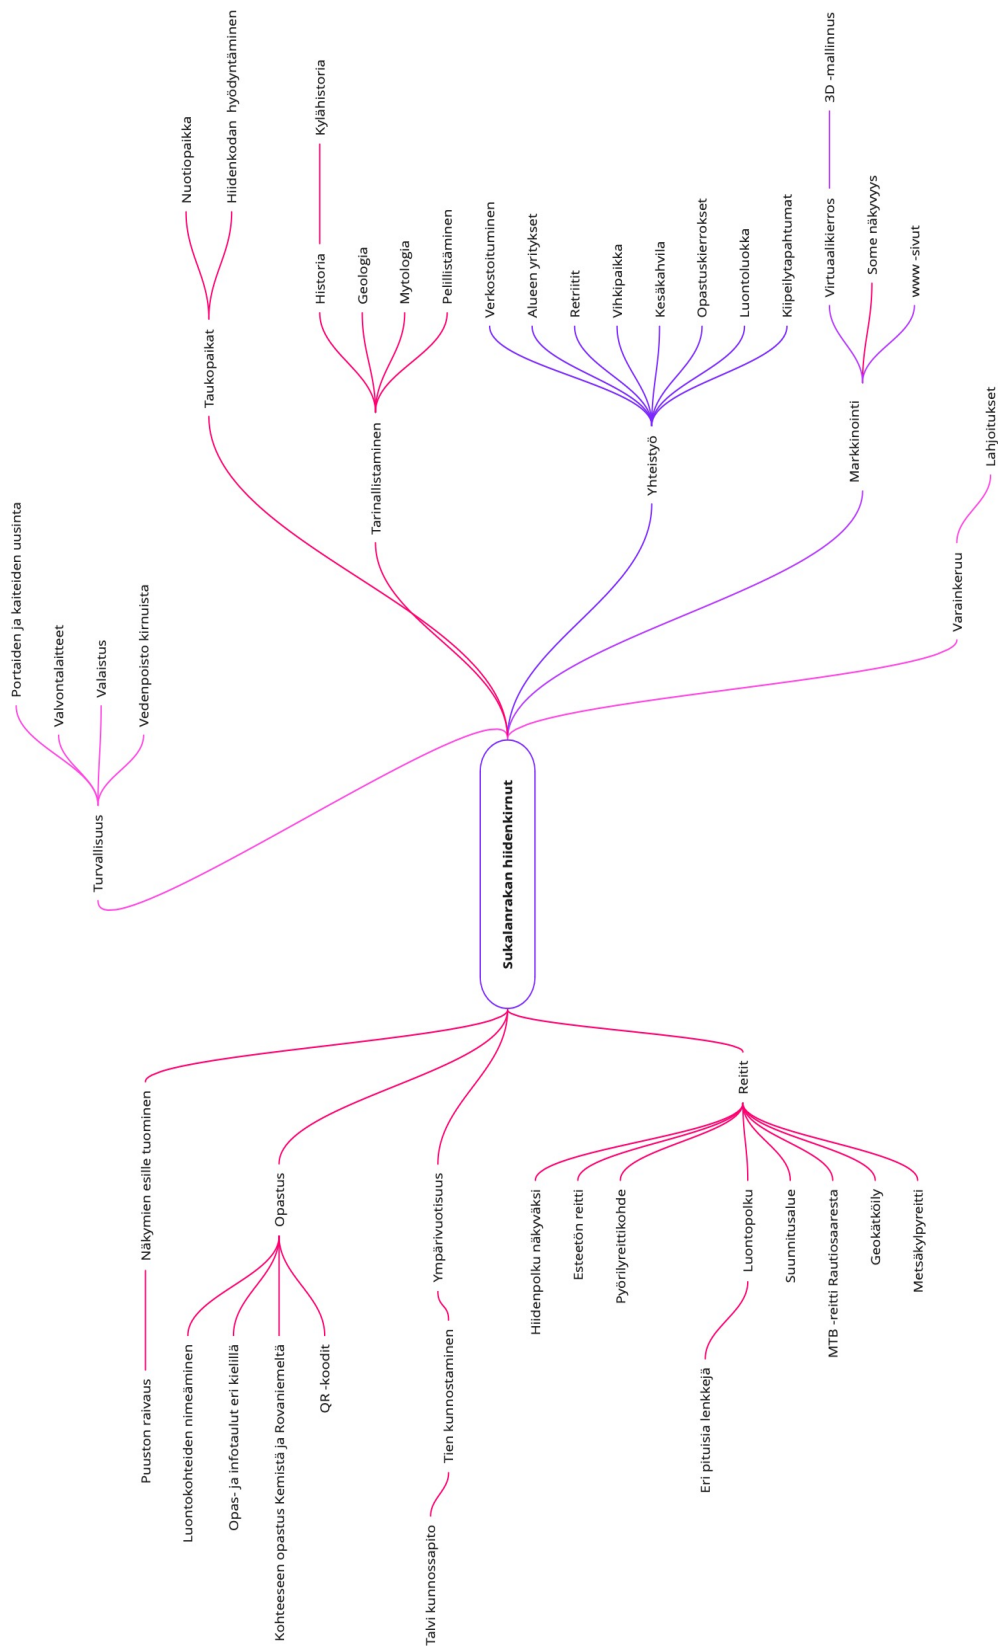 Sukalanrakan hiidenkirnut
Turvallisuus
Portaiden ja kaiteiden uusinta
Valvontalaitteet
Valaistus
Vedenpoisto kirnuista
Taukopaikat
Nuotiopaikka
Hiidenkodan hyödyntäminen
Tarinallistaminen
Historia
Kylähistoria
Geologia
Mytologia
Pelillistäminen
Yhteistyö
Verkostoituminen
Alueen yritykset
Retriitit
Vihkipaikka
Kesäkahvila
Opastuskierrokset
Luontoluokka
Kiipeilytapahtumat
Markkinointi
Virtuaalikierros
3D -mallinnus
Some näkyvyys
www -sivut
Varainkeruu
Lahjoitukset
Näkymien esille tuominen
Puuston raivaus
Opastus
Luontokohteiden nimeäminen
Opas- ja infotaulut eri kielillä
Kohteeseen opastus Kemistä ja Rovaniemeltä
QR -koodit
Ympärivuotisuus
Tien kunnostaminen
Talvi kunnossapito
Reitit
Hiidenpolku näkyväksi
Esteetön reitti
Pyörilyreittikohde
Luontopolku
Eri pituisia lenkkejä
Suunnitusalue
MTB -reitti Rautiosaaresta
Geokätköily
Metsäkylpyreitti